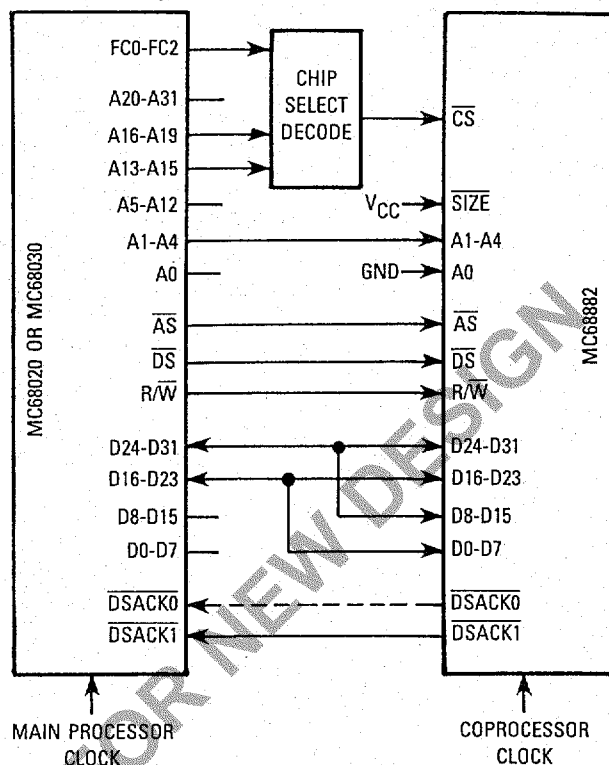 MC68020 OR MC68030
FC0-FC2
A20-A31
A16-A19
A13-A15
A5-A12
A1-A4
A0
AS
DS
R/W
D24-D31
D16-D23
D8-D15
D0-D7
DSACK0
DSACK1
CHIP
SELECT
DECODE
VCC
GND
CS
SIZE
A1-A4
A0
AS
DS
R/W
D24-D31
D16-D23
D8-D15
D0-D7
DSACK0
DSACK1
MC68882
MAIN PROCESSOR
CLOCK
COPROCESSOR
CLOCK
FOR NEW DESIGN